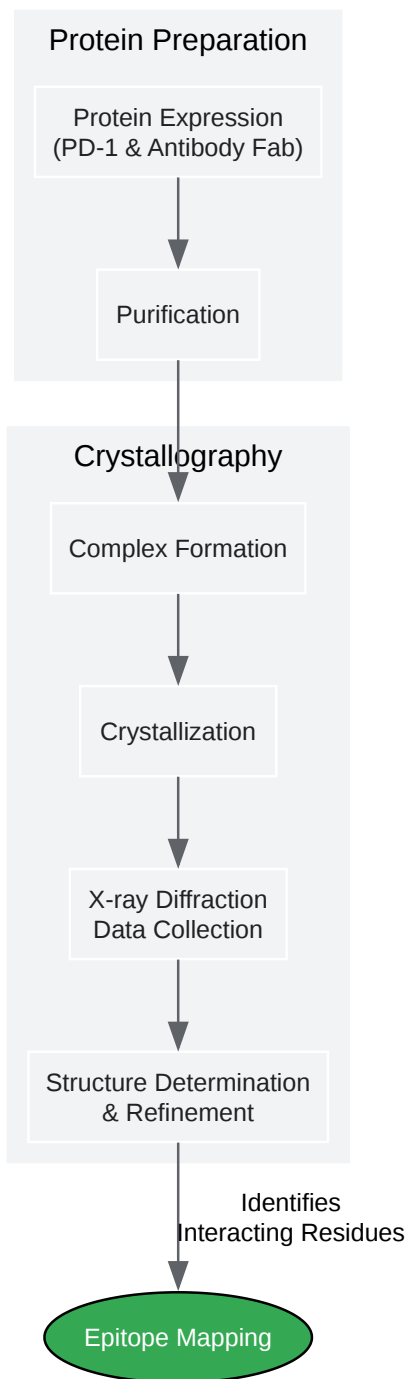 Protein Preparation
Protein Expression
(PD-1 & Antibody Fab)
Purification
Crystallography
Complex Formation
Crystallization
X-ray Diffraction
Data Collection
Structure Determination
& Refinement
Identifies
Interacting Residues
Epitope Mapping